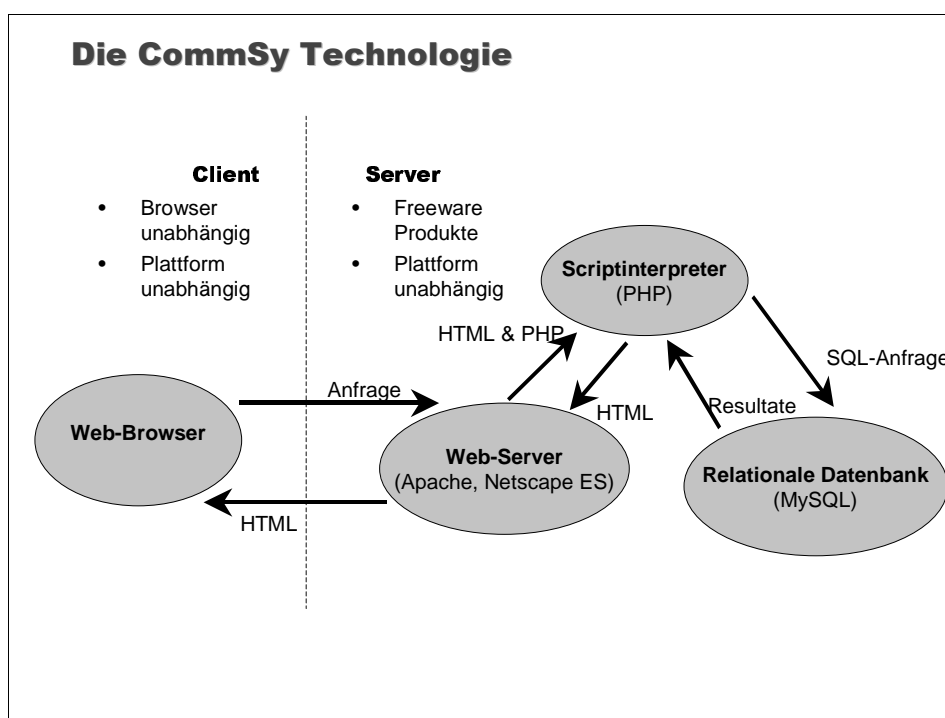 Die CommSy Technologie
Client
• Browser
unabhängig
• Plattform
unabhängig
Server
• Freeware
Produkte
• Plattform
unabhängig
Scriptinterpreter
(PHP)
HTML & PHP
SQL-Anfrage
Anfrage
HTML
Resultate
Web-Browser
Web-Server
(Apache, Netscape ES)
Relationale Datenbank
(MySQL)
HTML